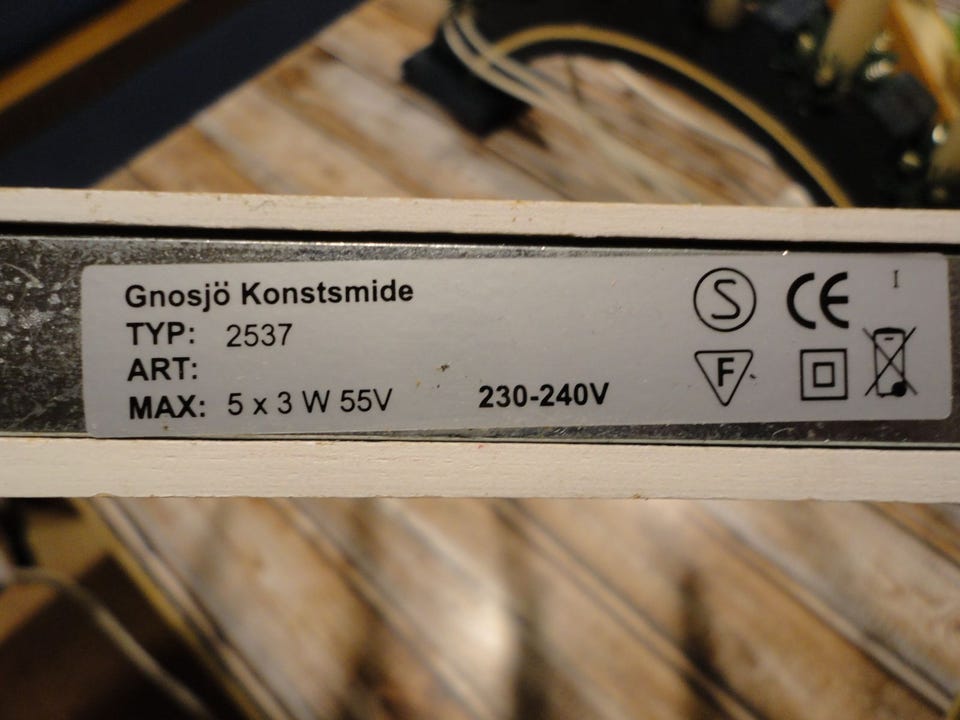 Gnosjö Konstsmide
TYP: 2537
ART:
MAX: 5 x 3 W 55V 230-240V
S CE I
F